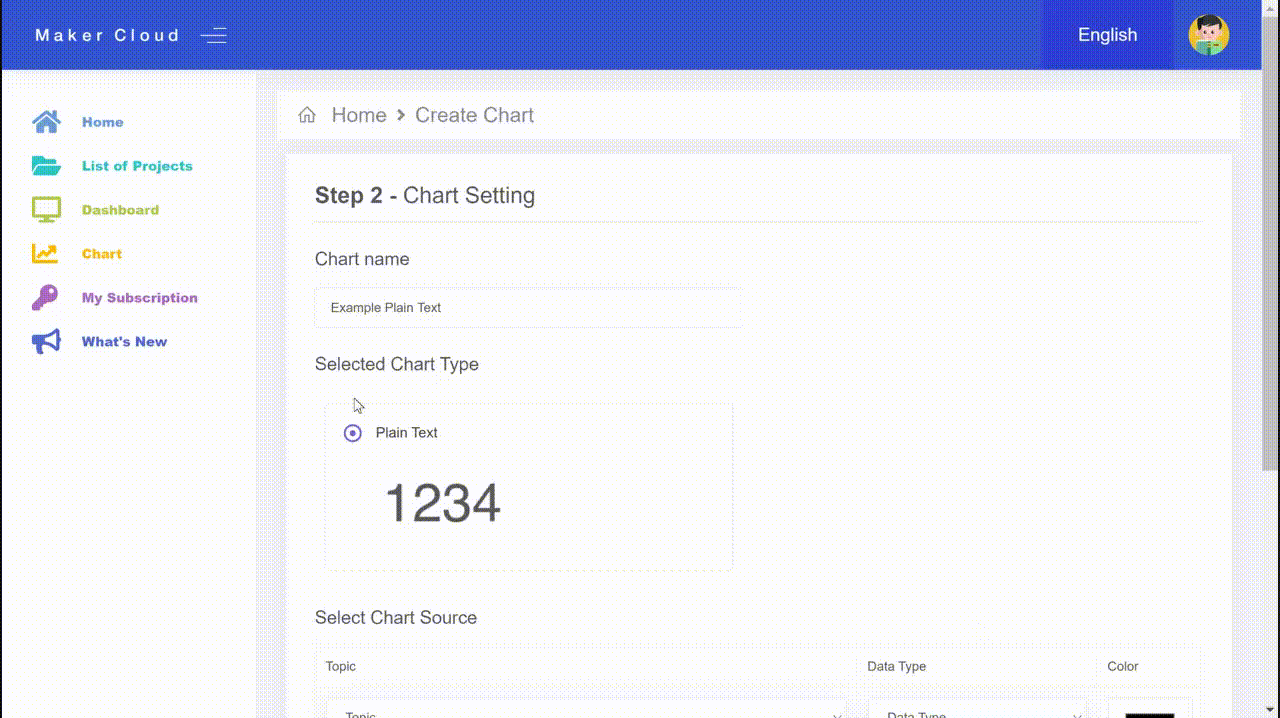 Maker Cloud
English
Home
List of Projects
Dashboard
Chart
My Subscription
What's New
Home > Create Chart
Step 2 - Chart Setting
Chart name
Example Plain Text
Selected Chart Type
Plain Text
1234
Select Chart Source
Topic Data Type Color
Topic Data Type